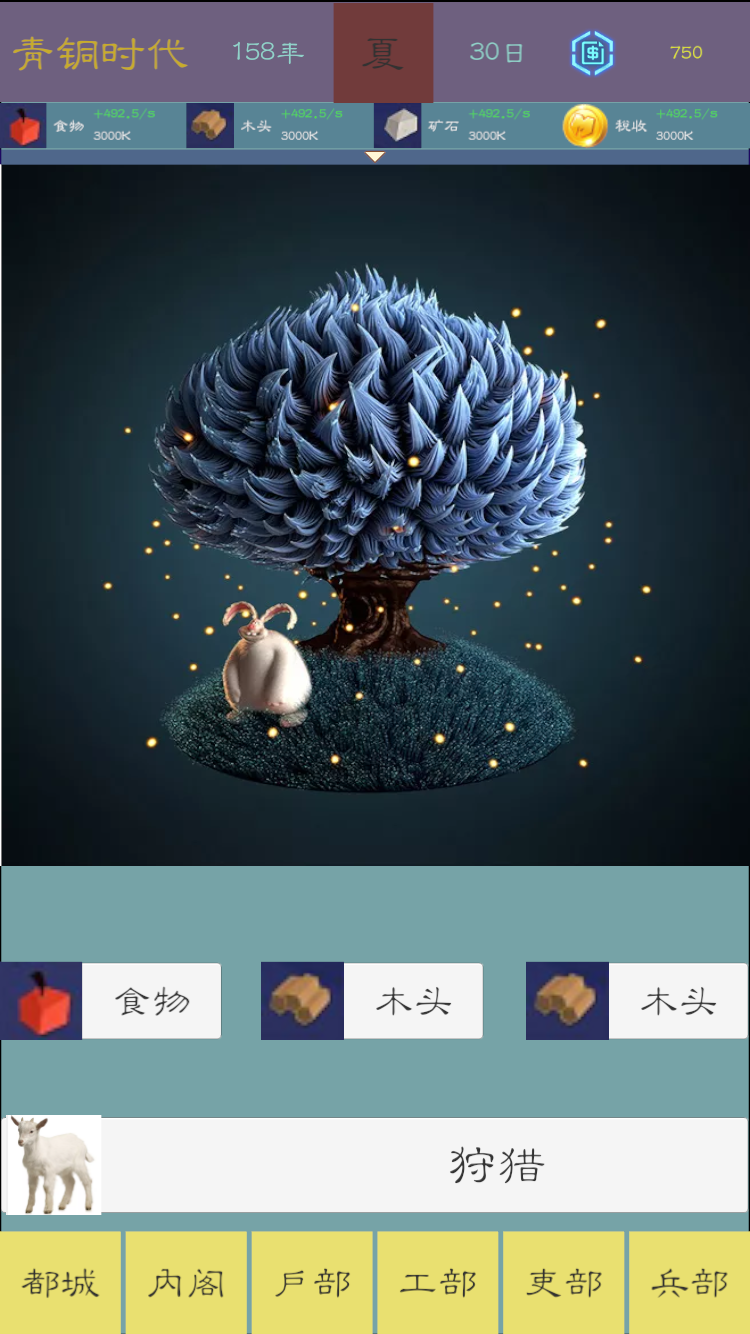 青铜时代 158年 夏 30日 750
食物 +492.5/s 3000K 木头 +492.5/s 3000K 矿石 +492.5/s 3000K 税收 +492.5/s 3000K
食物 木头 木头
狩猎
都城 内阁 户部 工部 吏部 兵部